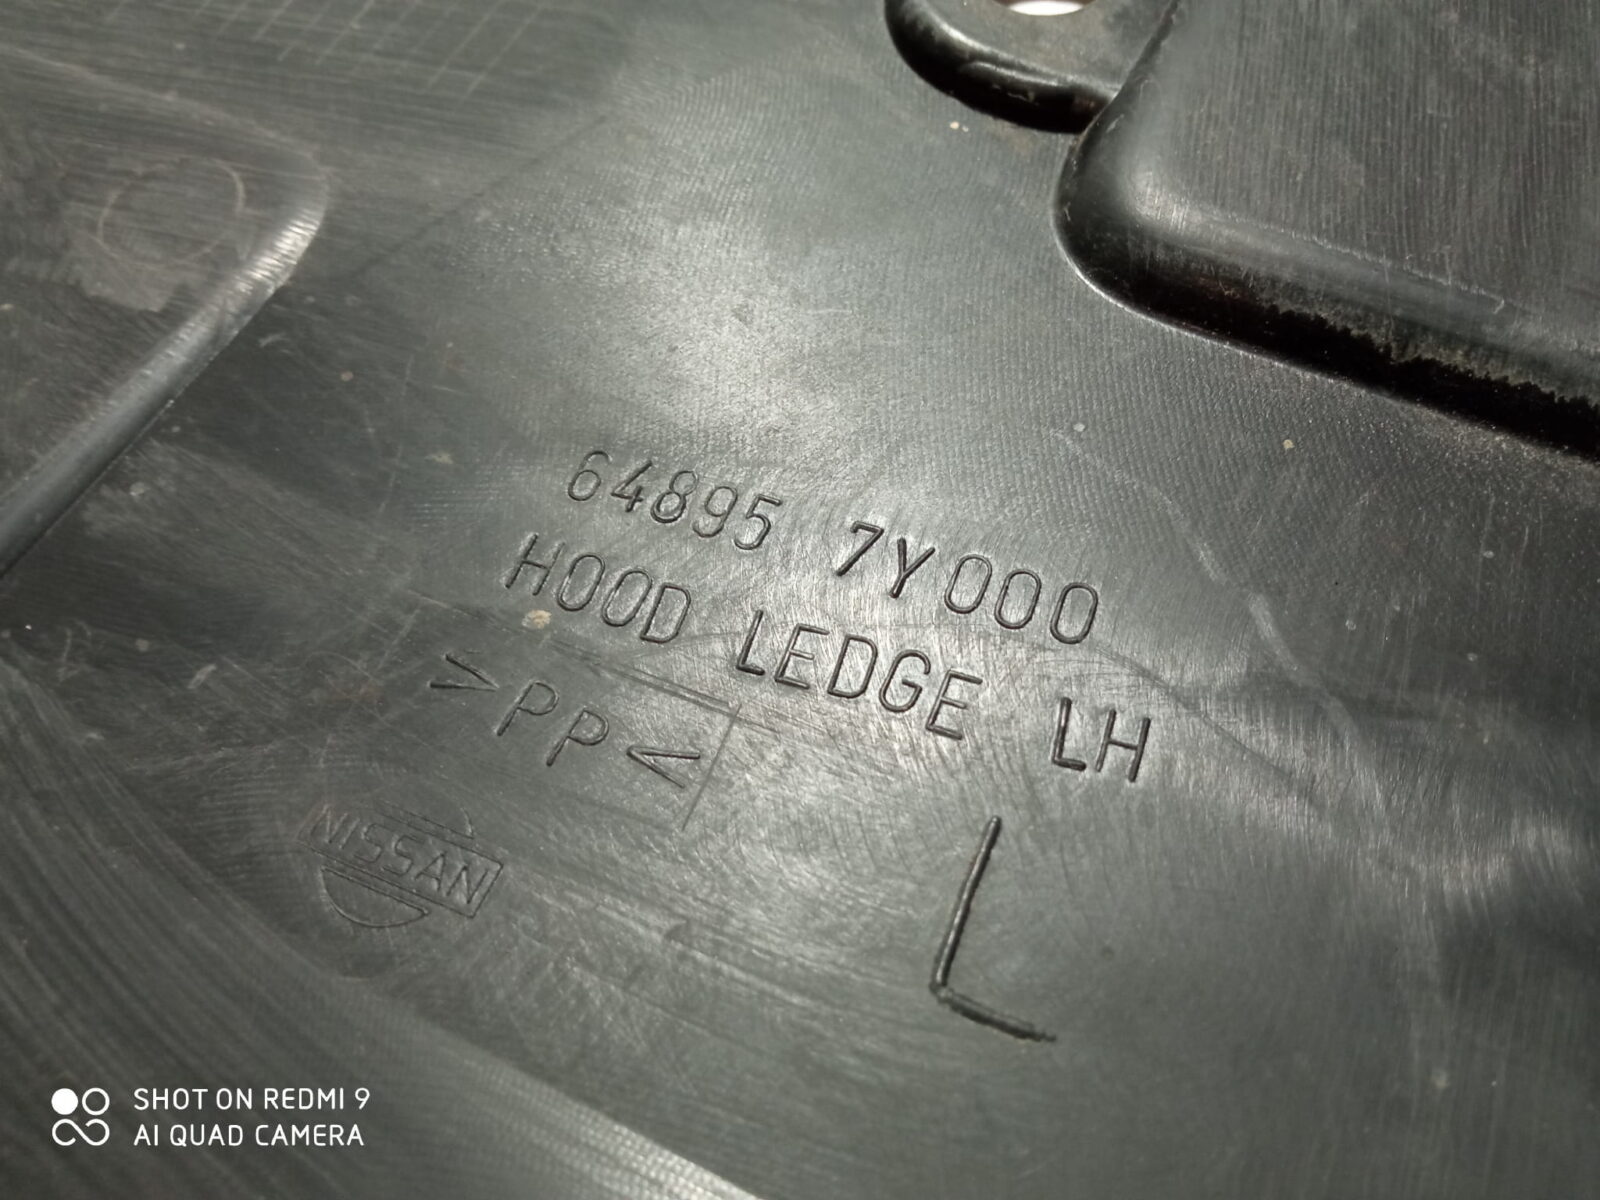 64895 7Y000
HOOD LEDGE LH
>PP<
NISSAN
L
SHOT ON REDMI 9
AI QUAD CAMERA